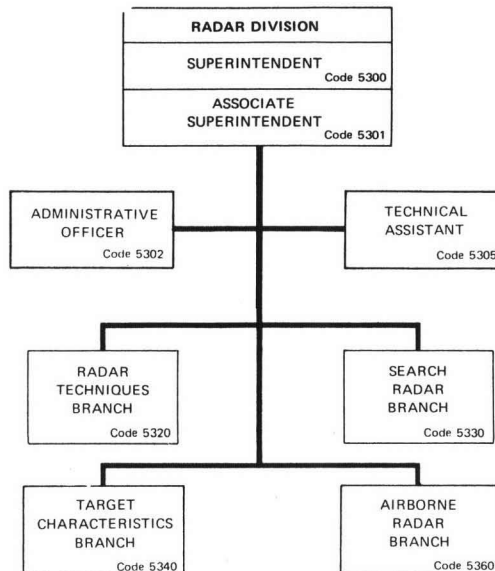 RADAR DIVISION
SUPERINTENDENT
Code 5300
ASSOCIATE
SUPERINTENDENT
Code 5301
ADMINISTRATIVE
OFFICER
Code 5302
TECHNICAL
ASSISTANT
Code 5305
RADAR
TECHNIQUES
BRANCH
Code 5320
SEARCH
RADAR
BRANCH
Code 5330
TARGET
CHARACTERISTICS
BRANCH
Code 5340
AIRBORNE
RADAR
BRANCH
Code 5360